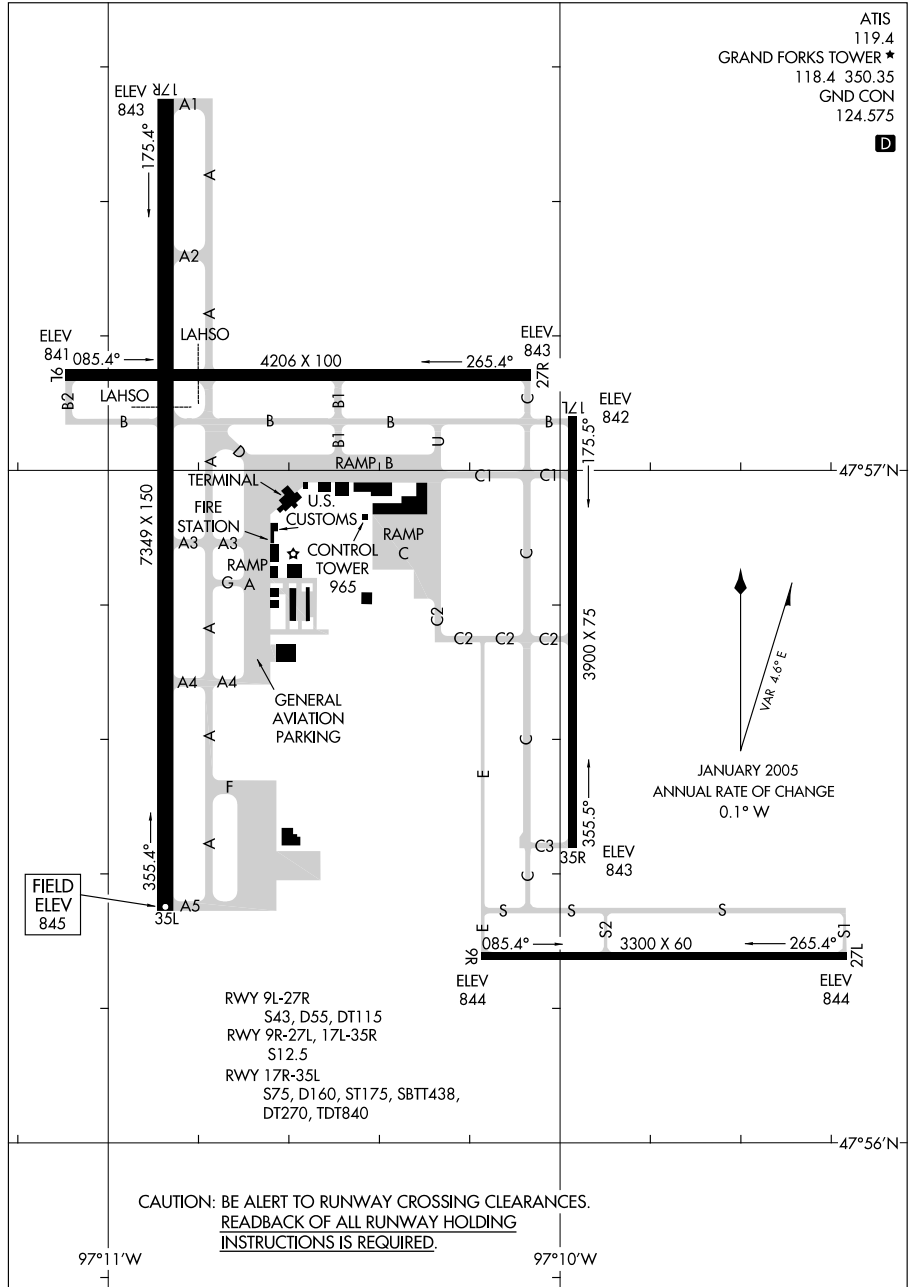 ATIS
119.4
GRAND FORKS TOWER ★
118.4 350.35
GND CON
124.575
D
ELEV
843
17R
A1
175.4°
A
A2
A
LAHSO
ELEV
841
085.4°
4206 X 100
265.4°
ELEV
843
9L
27R
LAHSO
B2
B1
C
17L
ELEV
842
B
B
B
B
175.5°
A
D
B1
U
RAMP B
C1
C1
47°57'N
TERMINAL
U.S.
CUSTOMS
FIRE
STATION
RAMP
C
7349 X 150
A3
A3
CONTROL
TOWER
965
C
RAMP
A
G
A
C2
C2
C2
C2
3900 X 75
VAR 4.6° E
A4
A4
GENERAL
AVIATION
PARKING
A
C
E
JANUARY 2005
ANNUAL RATE OF CHANGE
0.1° W
F
355.4°
A
355.5°
C3
35R
ELEV
843
C
FIELD
ELEV
845
A5
35L
S
S
S
E
S2
S1
9R
085.4°
3300 X 60
265.4°
27L
ELEV
844
ELEV
844
RWY 9L-27R
S43, D55, DT115
RWY 9R-27L, 17L-35R
S12.5
RWY 17R-35L
S75, D160, ST175, SBTT438,
DT270, TDT840
47°56'N
CAUTION: BE ALERT TO RUNWAY CROSSING CLEARANCES.
READBACK OF ALL RUNWAY HOLDING
INSTRUCTIONS IS REQUIRED.
97°11'W
97°10'W